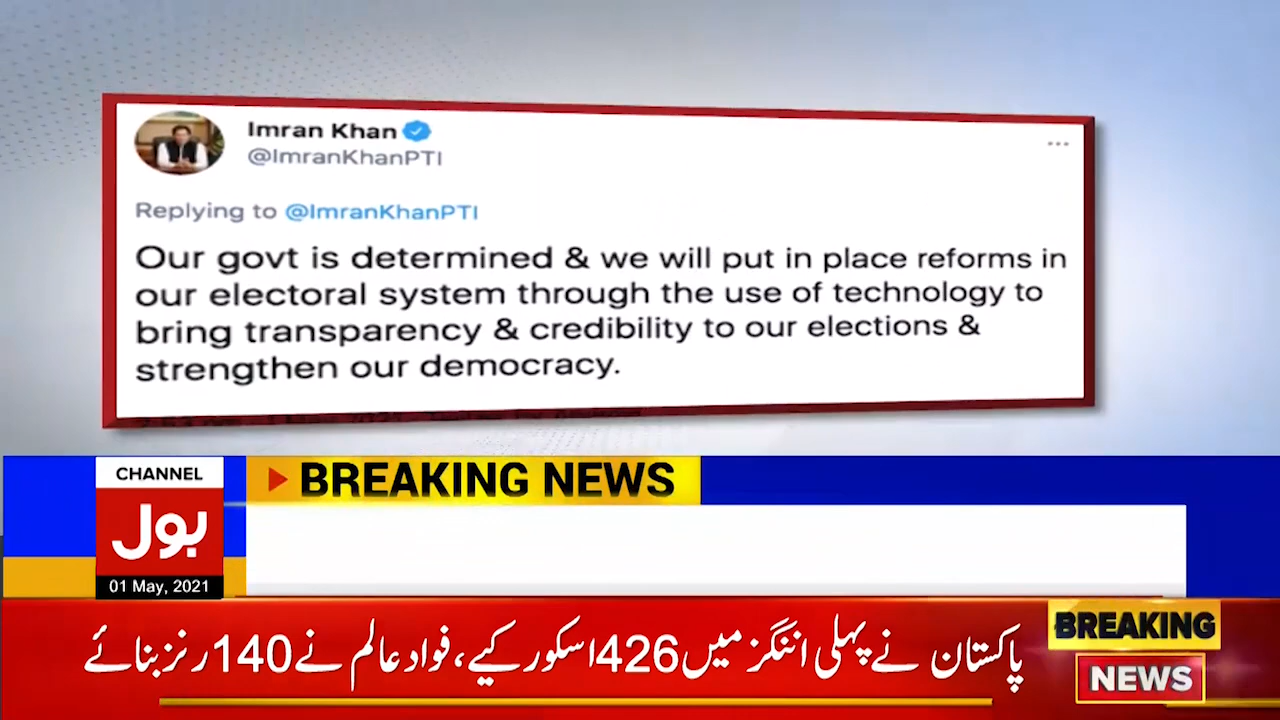 Imran Khan
@ImranKhanPTI
Replying to @ImranKhanPTI
Our govt is determined & we will put in place reforms in
our electoral system through the use of technology to
bring transparency & credibility to our elections &
strengthen our democracy.
CHANNEL
بول
01 May, 2021
BREAKING NEWS
پاکستان نے پہلی اننگز میں 426 اسکور کیے، فواد عالم نے 140 رنز بنائے
BREAKING
NEWS